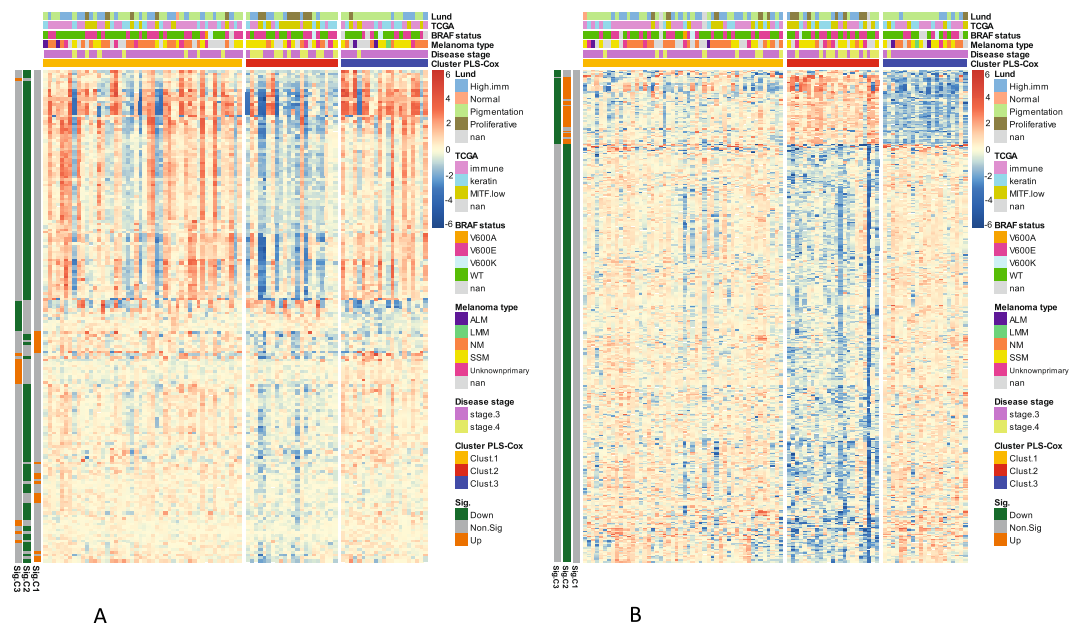 Lund
TCGA
BRAF status
Melanoma type
Disease stage
Cluster PLS-Cox
6
4
2
0
-2
-4
-6
Lund
High.imm
Normal
Pigmentation
Proliferative
nan
TCGA
immune
keratin
MITF.low
nan
BRAF status
V600A
V600E
V600K
WT
nan
Melanoma type
ALM
LMM
NM
SSM
Unknownprimary
nan
Disease stage
stage.3
stage.4
Cluster PLS-Cox
Clust.1
Clust.2
Clust.3
Sig.
Down
Non.Sig
Up
Sig.C3
Sig.C2
Sig.C1
A
Lund
TCGA
BRAF status
Melanoma type
Disease stage
Cluster PLS-Cox
6
4
2
0
-2
-4
-6
Lund
High.imm
Normal
Pigmentation
Proliferative
nan
TCGA
immune
keratin
MITF.low
nan
BRAF status
V600A
V600E
V600K
WT
nan
Melanoma type
ALM
LMM
NM
SSM
Unknownprimary
nan
Disease stage
stage.3
stage.4
Cluster PLS-Cox
Clust.1
Clust.2
Clust.3
Sig.
Down
Non.Sig
Up
Sig.C3
Sig.C2
Sig.C1
B